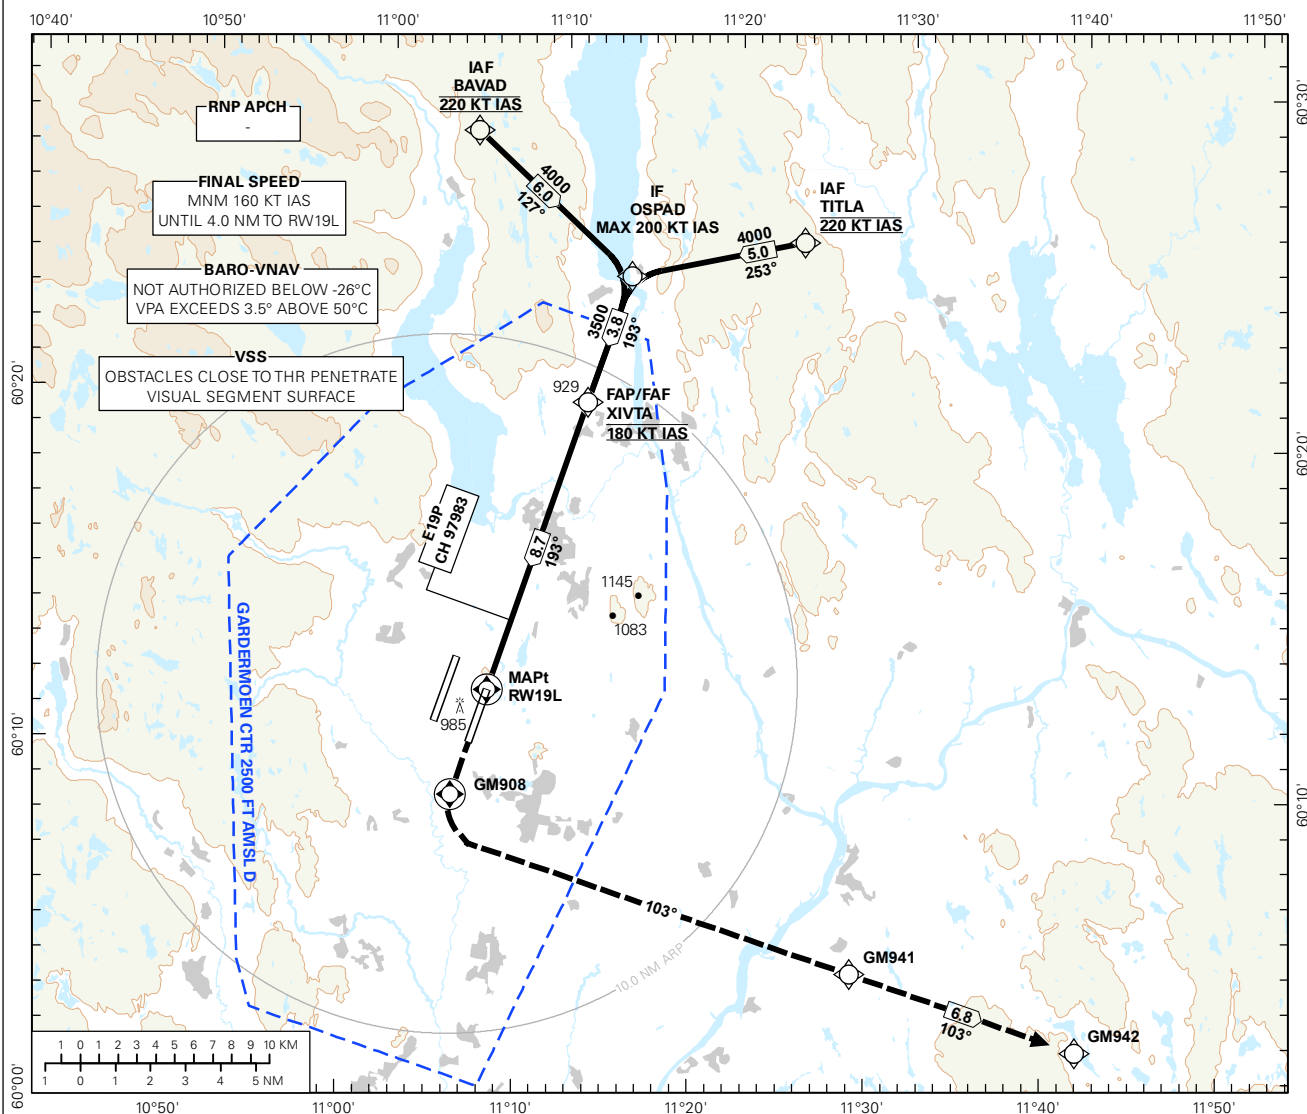 10°40' 10°50' 11°00' 11°10' 11°20' 11°30' 11°40' 11°50'
IAF
BAVAD
220 KT IAS
60°30'
RNP APCH
-
4000
6.0
127°
FINAL SPEED
MNM 160 KT IAS
UNTIL 4.0 NM TO RW19L
IF
OSPAD
MAX 200 KT IAS
IAF
TITLA
220 KT IAS
4000
5.0
253°
BARO-VNAV
NOT AUTHORIZED BELOW -26°C
VPA EXCEEDS 3.5° ABOVE 50°C
3500
3.8
193°
VSS
OBSTACLES CLOSE TO THR PENETRATE
VISUAL SEGMENT SURFACE
60°20'
929
FAP/FAF
XIVTA
180 KT IAS
60°20'
E19P
CH 97983
8.7
193°
1145
1083
GARDERMOEN CTR 2500 FT AMSL D
MAPt
RW19L
985
60°10'
GM908
60°10'
103°
10.0 NM ARP
GM941
6.8
103°
GM942
1 0 1 2 3 4 5 6 7 8 9 10 KM
1 0 1 2 3 4 5 NM
60°00'
10°50' 11°00' 11°10' 11°20' 11°30' 11°40' 11°50'